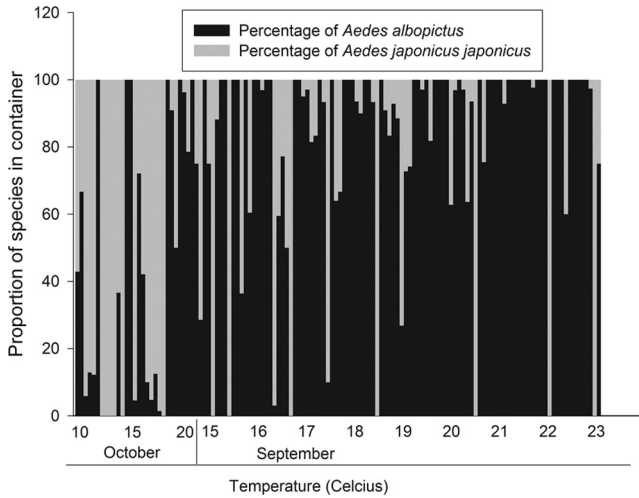 120
Percentage of Aedes albopictus
Percentage of Aedes japonicus japonicus
100
80
60
40
20
0
Proportion of species in container
10 15 20 15 16 17 18 19 20 21 22 23
October September
Temperature (Celcius)